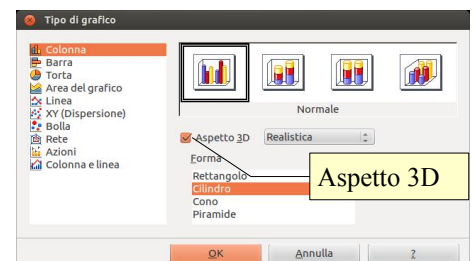 Tipo di grafico
Colonna
Barra
Torta
Area del grafico
Linea
XY (Dispersione)
Bolla
Rete
Azioni
Colonna e linea
Normale
Aspetto 3D
Realistica
Forma
Rettangolo
Cilindro
Cono
Piramide
Aspetto 3D
OK
Annulla
?